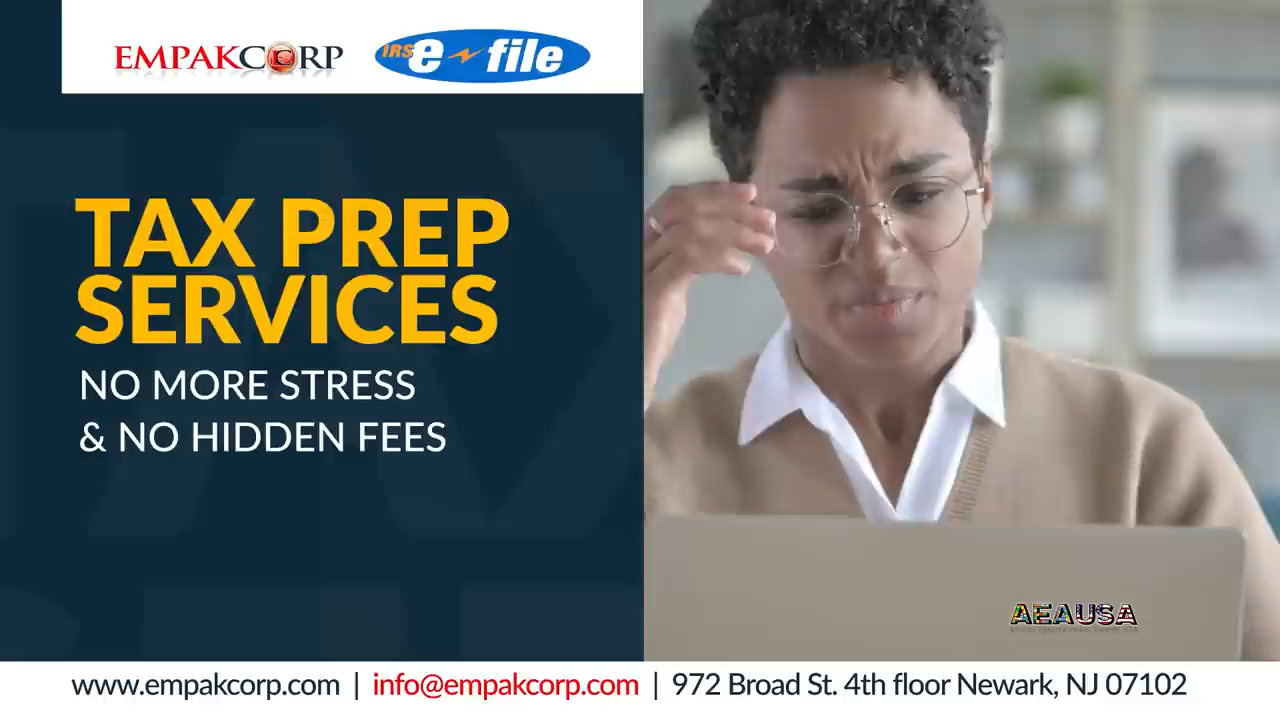 EMPAKCORP
IRS e file
TAX PREP
SERVICES
NO MORE STRESS
& NO HIDDEN FEES
AEAUSA
www.empakcorp.com | info@empakcorp.com | 972 Broad St. 4th floor Newark, NJ 07102